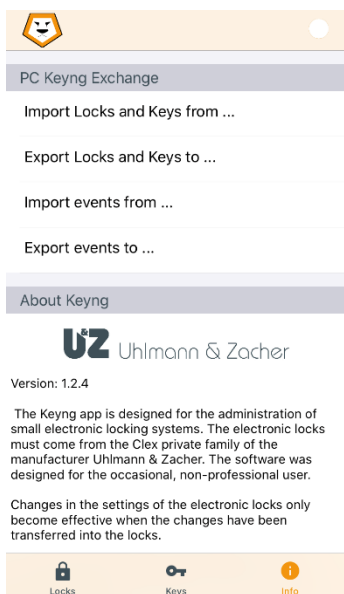 PC Keyng Exchange
Import Locks and Keys from ...
Export Locks and Keys to ...
Import events from ...
Export events to ...
About Keyng
U&Z Uhlmann & Zacher
Version: 1.2.4
The Keyng app is designed for the administration of
small electronic locking systems. The electronic locks
must come from the Clex private family of the
manufacturer Uhlmann & Zacher. The software was
designed for the occasional, non-professional user.
Changes in the settings of the electronic locks only
become effective when the changes have been
transferred into the locks.
Locks Keys Info